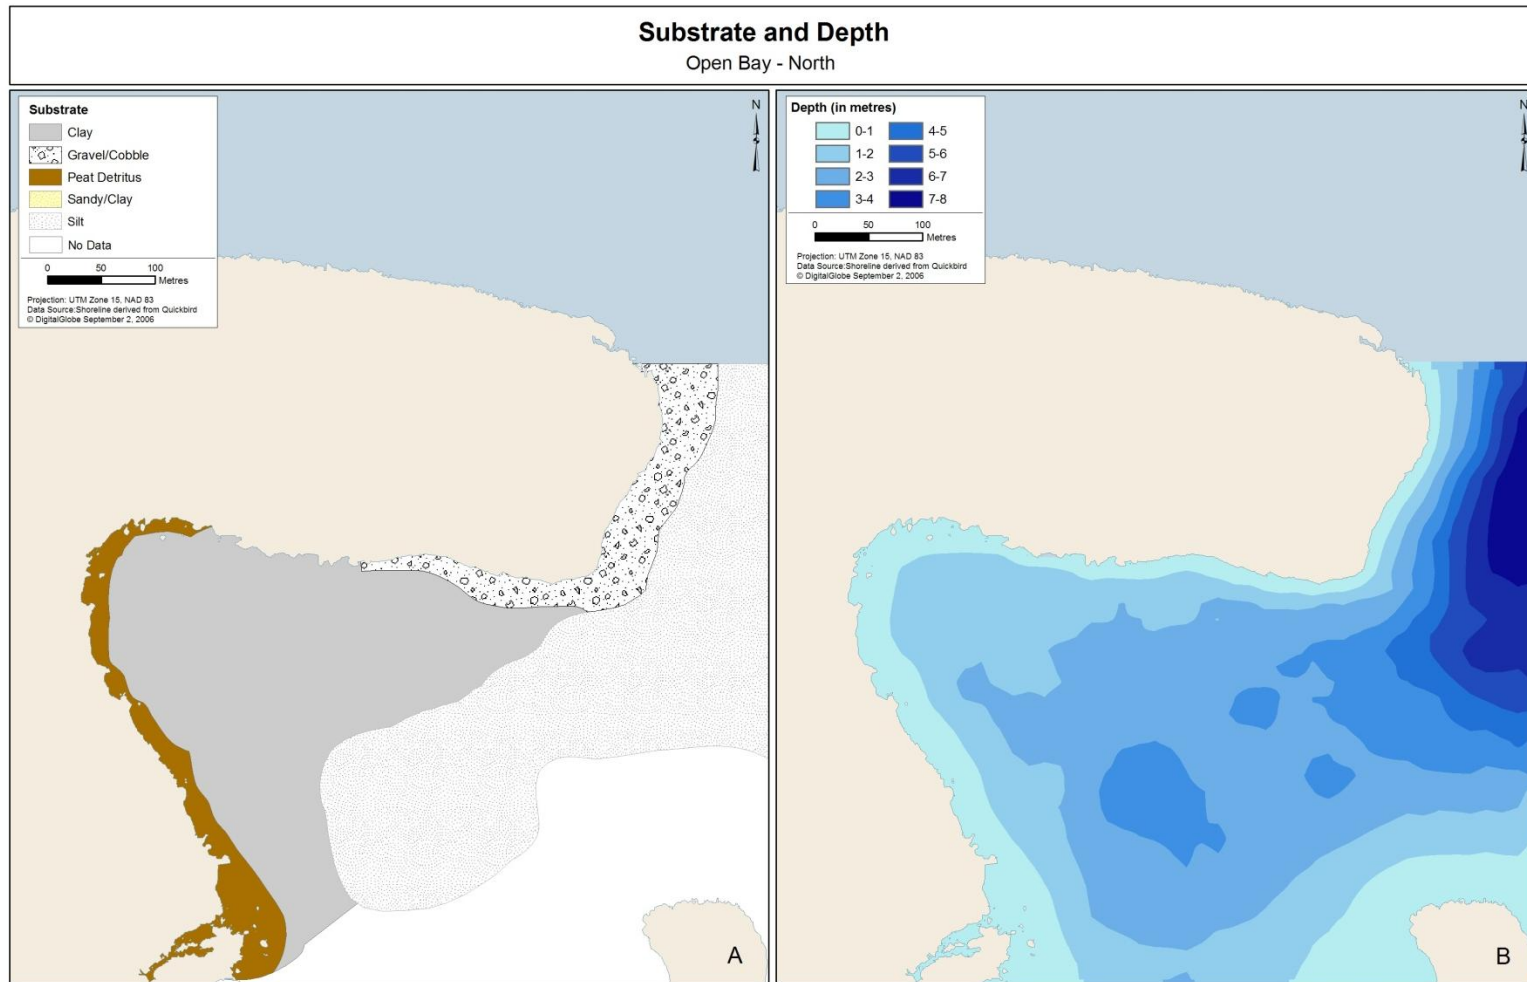 Substrate and Depth
Open Bay - North
Substrate
Clay
Gravel/Cobble
Peat Detritus
Sandy/Clay
Silt
No Data
0 50 100
Metres
Projection: UTM Zone 15, NAD 83
Data Source:Shoreline derived from Quickbird
© DigitalGlobe September 2, 2006
N
A
Depth (in metres)
0-1 4-5
1-2 5-6
2-3 6-7
3-4 7-8
0 50 100
Metres
Projection: UTM Zone 15, NAD 83
Data Source:Shoreline derived from Quickbird
© DigitalGlobe September 2, 2006
N
B